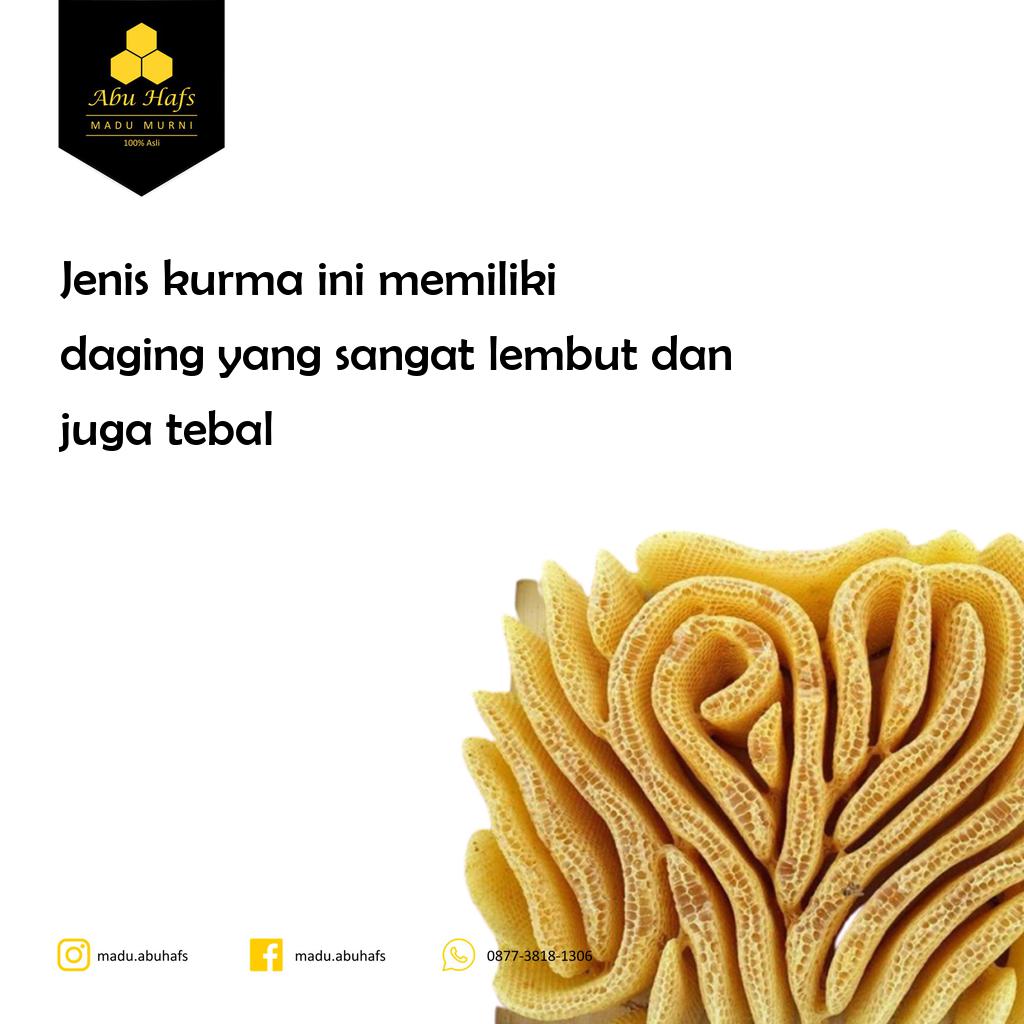 Abu Hafs
MADU MURNI
100% Asli
Jenis kurma ini memiliki
daging yang sangat lembut dan
juga tebal
madu.abuhafs
madu.abuhafs
0877-3818-1306